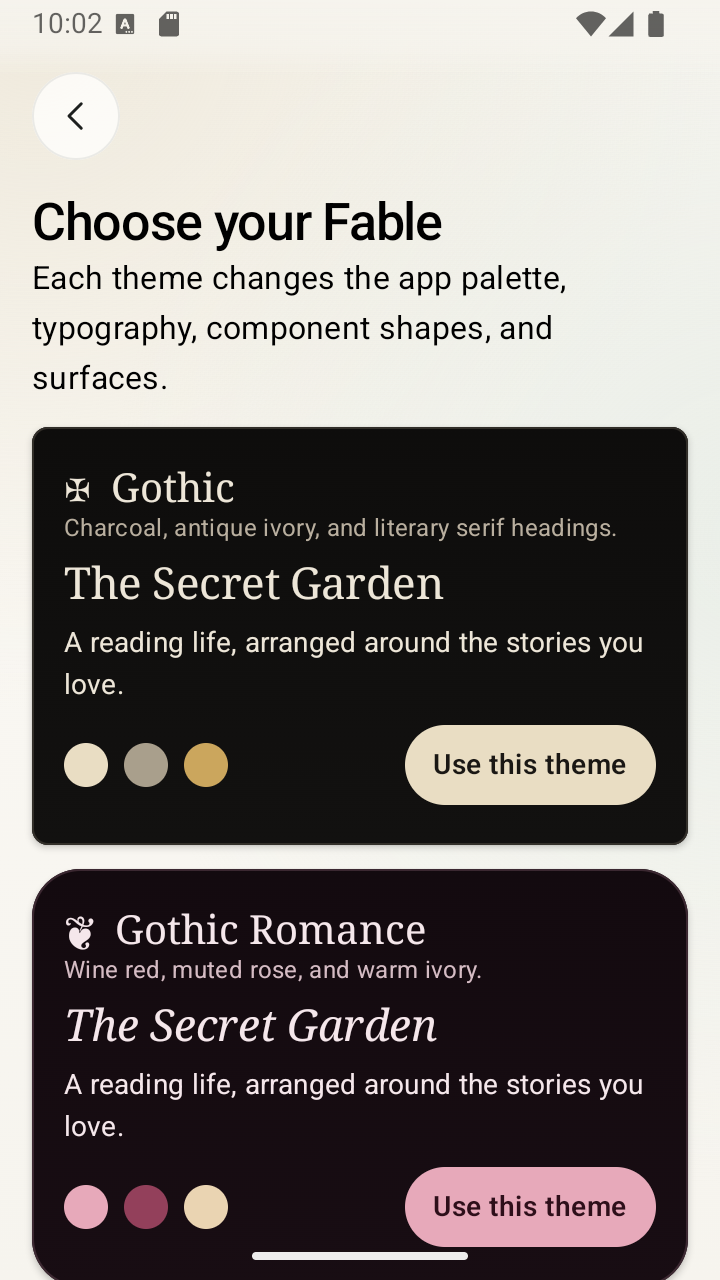 10:02
Choose your Fable
Each theme changes the app palette,
typography, component shapes, and
surfaces.
✠ Gothic
Charcoal, antique ivory, and literary serif headings.
The Secret Garden
A reading life, arranged around the stories you
love.
Use this theme
❦ Gothic Romance
Wine red, muted rose, and warm ivory.
The Secret Garden
A reading life, arranged around the stories you
love.
Use this theme